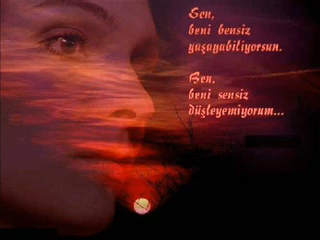 Sen,
beni bensiz
yaşayabiliyorsun.
Ben,
beni sensiz
düşleyemiyorum...